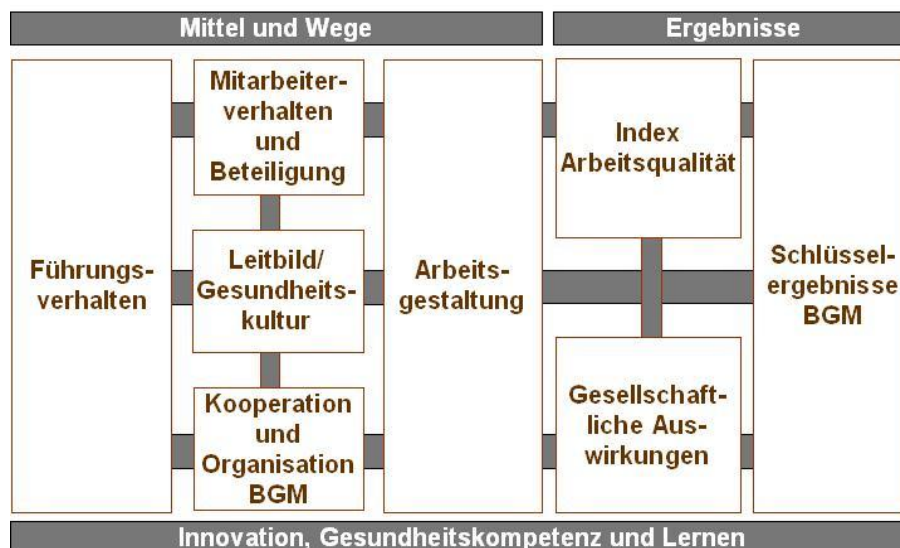 Mittel und Wege
Ergebnisse
Führungs-
verhalten
Mitarbeiter-
verhalten
und
Beteiligung
Leitbild/
Gesundheits-
kultur
Kooperation
und
Organisation
BGM
Arbeits-
gestaltung
Index
Arbeitsqualität
Gesellschaft-
liche Aus-
wirkungen
Schlüssel-
ergebnisse
BGM
Innovation, Gesundheitskompetenz und Lernen